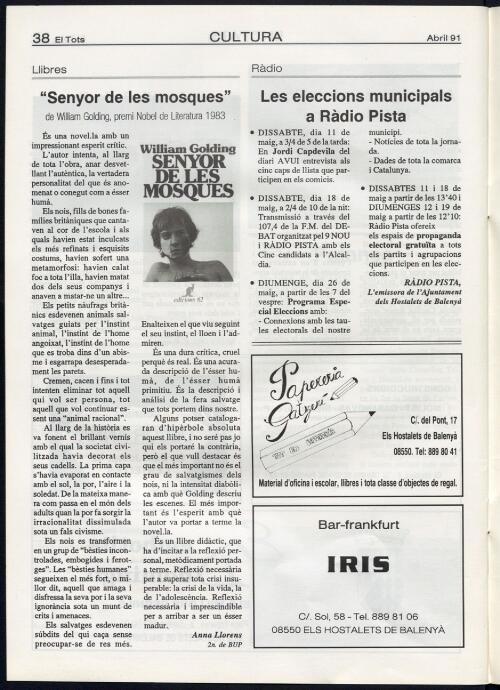 38 El Tots
CULTURA
Abril 91
Llibres
"Senyor de les mosques"
de William Golding, premi Nobel de Literatura 1983
És una novel.la amb un
impressionant esperit crític.
L'autor intenta, al llarg
de tota l'obra, anar desvet-
llant l'autèntica, la vertadera
personalitat del que és ano-
menat o conegut com a ésser
humà.
Els nois, fills de bones fa-
mílies britàniques que canta-
ven al cor de l'escola i als
quals havien estat inculcats
els més refinats i exquisits
costums, havien sofert una
metamorfosi: havien calat
foc a tota l'illa, havien matat
dos dels seus companys i
anaven a matar-ne un altre...
Els petits nàufrags brità-
nics esdevenen animals sal-
vatges guiats per l'instint
animal, l'instint de l'home
angoixat, l'instint de l'home
que es troba dins d'un abis-
me i esgarrapa desesperada-
ment les parets.
Cremen, cacen i fins i tot
intenten eliminar tot aquell
qui vol ser persona, tot
aquell que vol continuar es-
sent una "animal racional".
Al llarg de la història es
va fonent el brillant vernís
amb el qual la societat civi-
litzada havia decorat els
seus cadells. La prima capa
s'havia evaporat en contacte
amb el sol, la por, l'aire i la
soledat. De la mateixa mane-
ra com passa en el món dels
adults quan la por fa sorgir la
irracionalitat dissimulada
sota un fals civisme.
Els nois es transformen
en un grup de "bèsties incon-
trolades, embogides i ferot-
ges". Les "bèsties humanes"
segueixen el més fort, o mi-
llor dit, aquell que amaga i
disfressa la seva por i la seva
ignorància sota un munt de
crits i amenaces.
Els salvatges esdevenen
súbdits del qui caça sense
preocupar-se de res més.
William Golding
SENYOR
DE LES
MOSQUES
edicions 62
Enalteixen el que viu seguint
el seu instint, el lloen i l'ad-
miren.
És una dura crítica, cruel
perquè és real. És una acura-
da descripció de l'ésser hu-
mà, de l'ésser humà
primitiu. És la descripció i
anàlisi de la fera salvatge
que tots portem dins nostre.
Alguns poter cataloga-
ran d'hipèrbole absoluta
aquest llibre, i no seré pas jo
qui els portaré la contrària,
però el que vull destacar és
que el més important no és el
grau de salvatgisme dels
nois, ni la intensitat diabòli-
ca amb què Golding descriu
les escenes. El més impor-
tant és l'esperit amb què
l'autor va portar a terme la
novel.la.
És un llibre didàctic, que
ha d'incitar a la reflexió per-
sonal, metòdicament portada
a terme. Reflexió necessària
per a superar tota crisi insu-
perable: la crisi de la vida, la
de l'adolescència. Reflexió
necessària i imprescindible
per a arribar a ser un ésser
madur.
Anna Llorens
2n. de BUP
Ràdio
Les eleccions municipals
a Ràdio Pista
• DISSABTE, dia 11 de
maig, a 3/4 de 5 de la tarda:
En Jordi Capdevila del
diari AVUI entrevista als
cinc caps de llista que par-
ticipen en els comicis.
• DISSABTE, dia 18 de
maig, a 2/4 de 10 de la nit:
Transmissió a través del
107,4 de la F.M. del DE-
BAT organitzat pel 9 NOU
i RÀDIO PISTA amb els
Cinc candidats a l'Alcal-
dia.
• DIUMENGE, dia 26 de
maig, a partir de les 7 del
vespre: Programa Espe-
cial Eleccions amb:
- Connexions amb les tau-
les electorals del nostre
municipi.
- Notícies de tota la jorna-
da.
- Dades de tota la comarca
i Catalunya.
• DISSABTES 11 i 18 de
maig a partir de les 13'40 i
DIUMENGES 12 i 19 de
maig a partir de les 12'10:
Ràdio Pista ofereix
els espais de propaganda
electoral gratuïta a tots
els partits i agrupacions
que participen en les elec-
cions.
RÀDIO PISTA,
L'emissora de l'Ajuntament
dels Hostalets de Balenyà
Papereria
C/. del Pont, 17
Els Hostalets de Balenyà
08550. Tel: 889 80 41
Material d'oficina i escolar, llibres i tota classe d'objectes de regal.
Bar-frankfurt
IRIS
C/. Sol, 58 - Tel. 889 81 06
08550 ELS HOSTALETS DE BALENYÀ